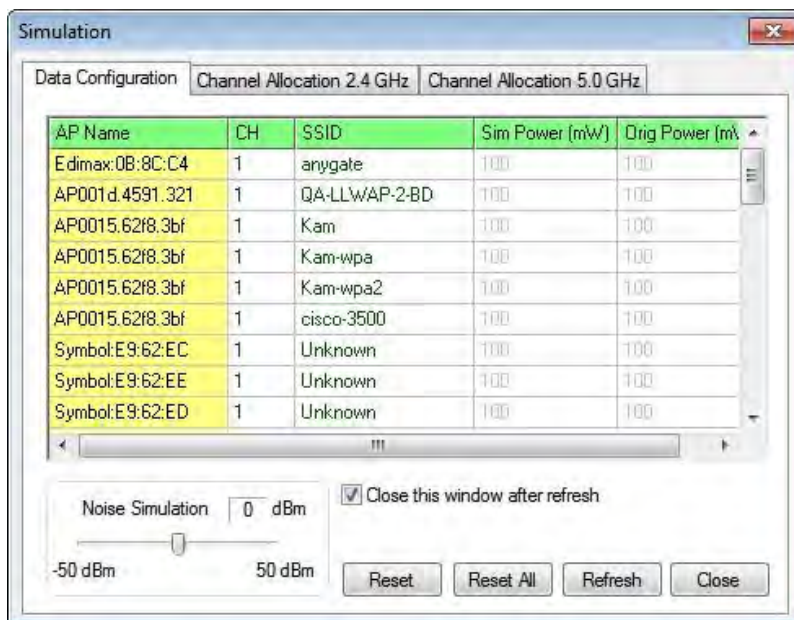 Simulation
Data Configuration Channel Allocation 2.4 GHz Channel Allocation 5.0 GHz
AP Name CH SSID Sim Power (mW) Orig Power (m\
Edimax:0B:8C:C4 1 anygate 100 100
AP001d.4591.321 1 QA-LLWAP-2-BD 100 100
AP0015.62f8.3bf 1 Kam 100 100
AP0015.62f8.3bf 1 Kam-wpa 100 100
AP0015.62f8.3bf 1 Kam-wpa2 100 100
AP0015.62f8.3bf 1 cisco-3500 100 100
Symbol:E9:62:EC 1 Unknown 100 100
Symbol:E9:62:EE 1 Unknown 100 100
Symbol:E9:62:ED 1 Unknown 100 100
Noise Simulation 0 dBm
-50 dBm 50 dBm
Close this window after refresh
Reset Reset All Refresh Close